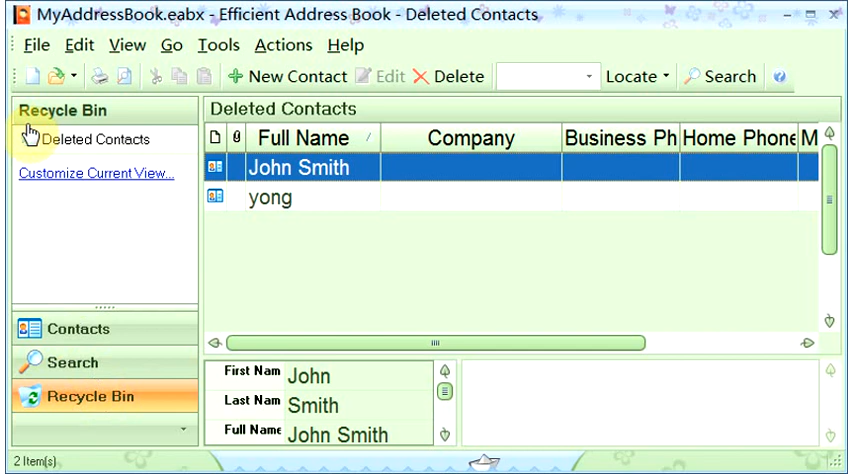 MyAddressBook.eabx - Efficient Address Book - Deleted Contacts
File Edit View Go Tools Actions Help
New Contact Edit Delete Locate Search
Recycle Bin
Deleted Contacts
Customize Current View...
Contacts
Search
Recycle Bin
Deleted Contacts
Full Name Company Business Ph Home Phone M
John Smith
yong
First Nam John
Last Nam Smith
Full Name John Smith
2 Item(s)